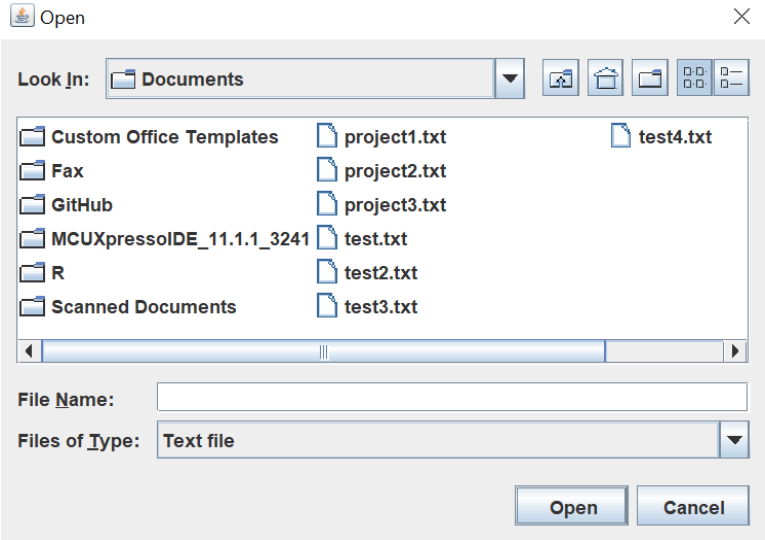 Open
Look In: Documents
Custom Office Templates
Fax
GitHub
MCUXpressoIDE_11.1.1_3241
R
Scanned Documents
project1.txt
project2.txt
project3.txt
test.txt
test2.txt
test3.txt
test4.txt
File Name:
Files of Type: Text file
Open Cancel